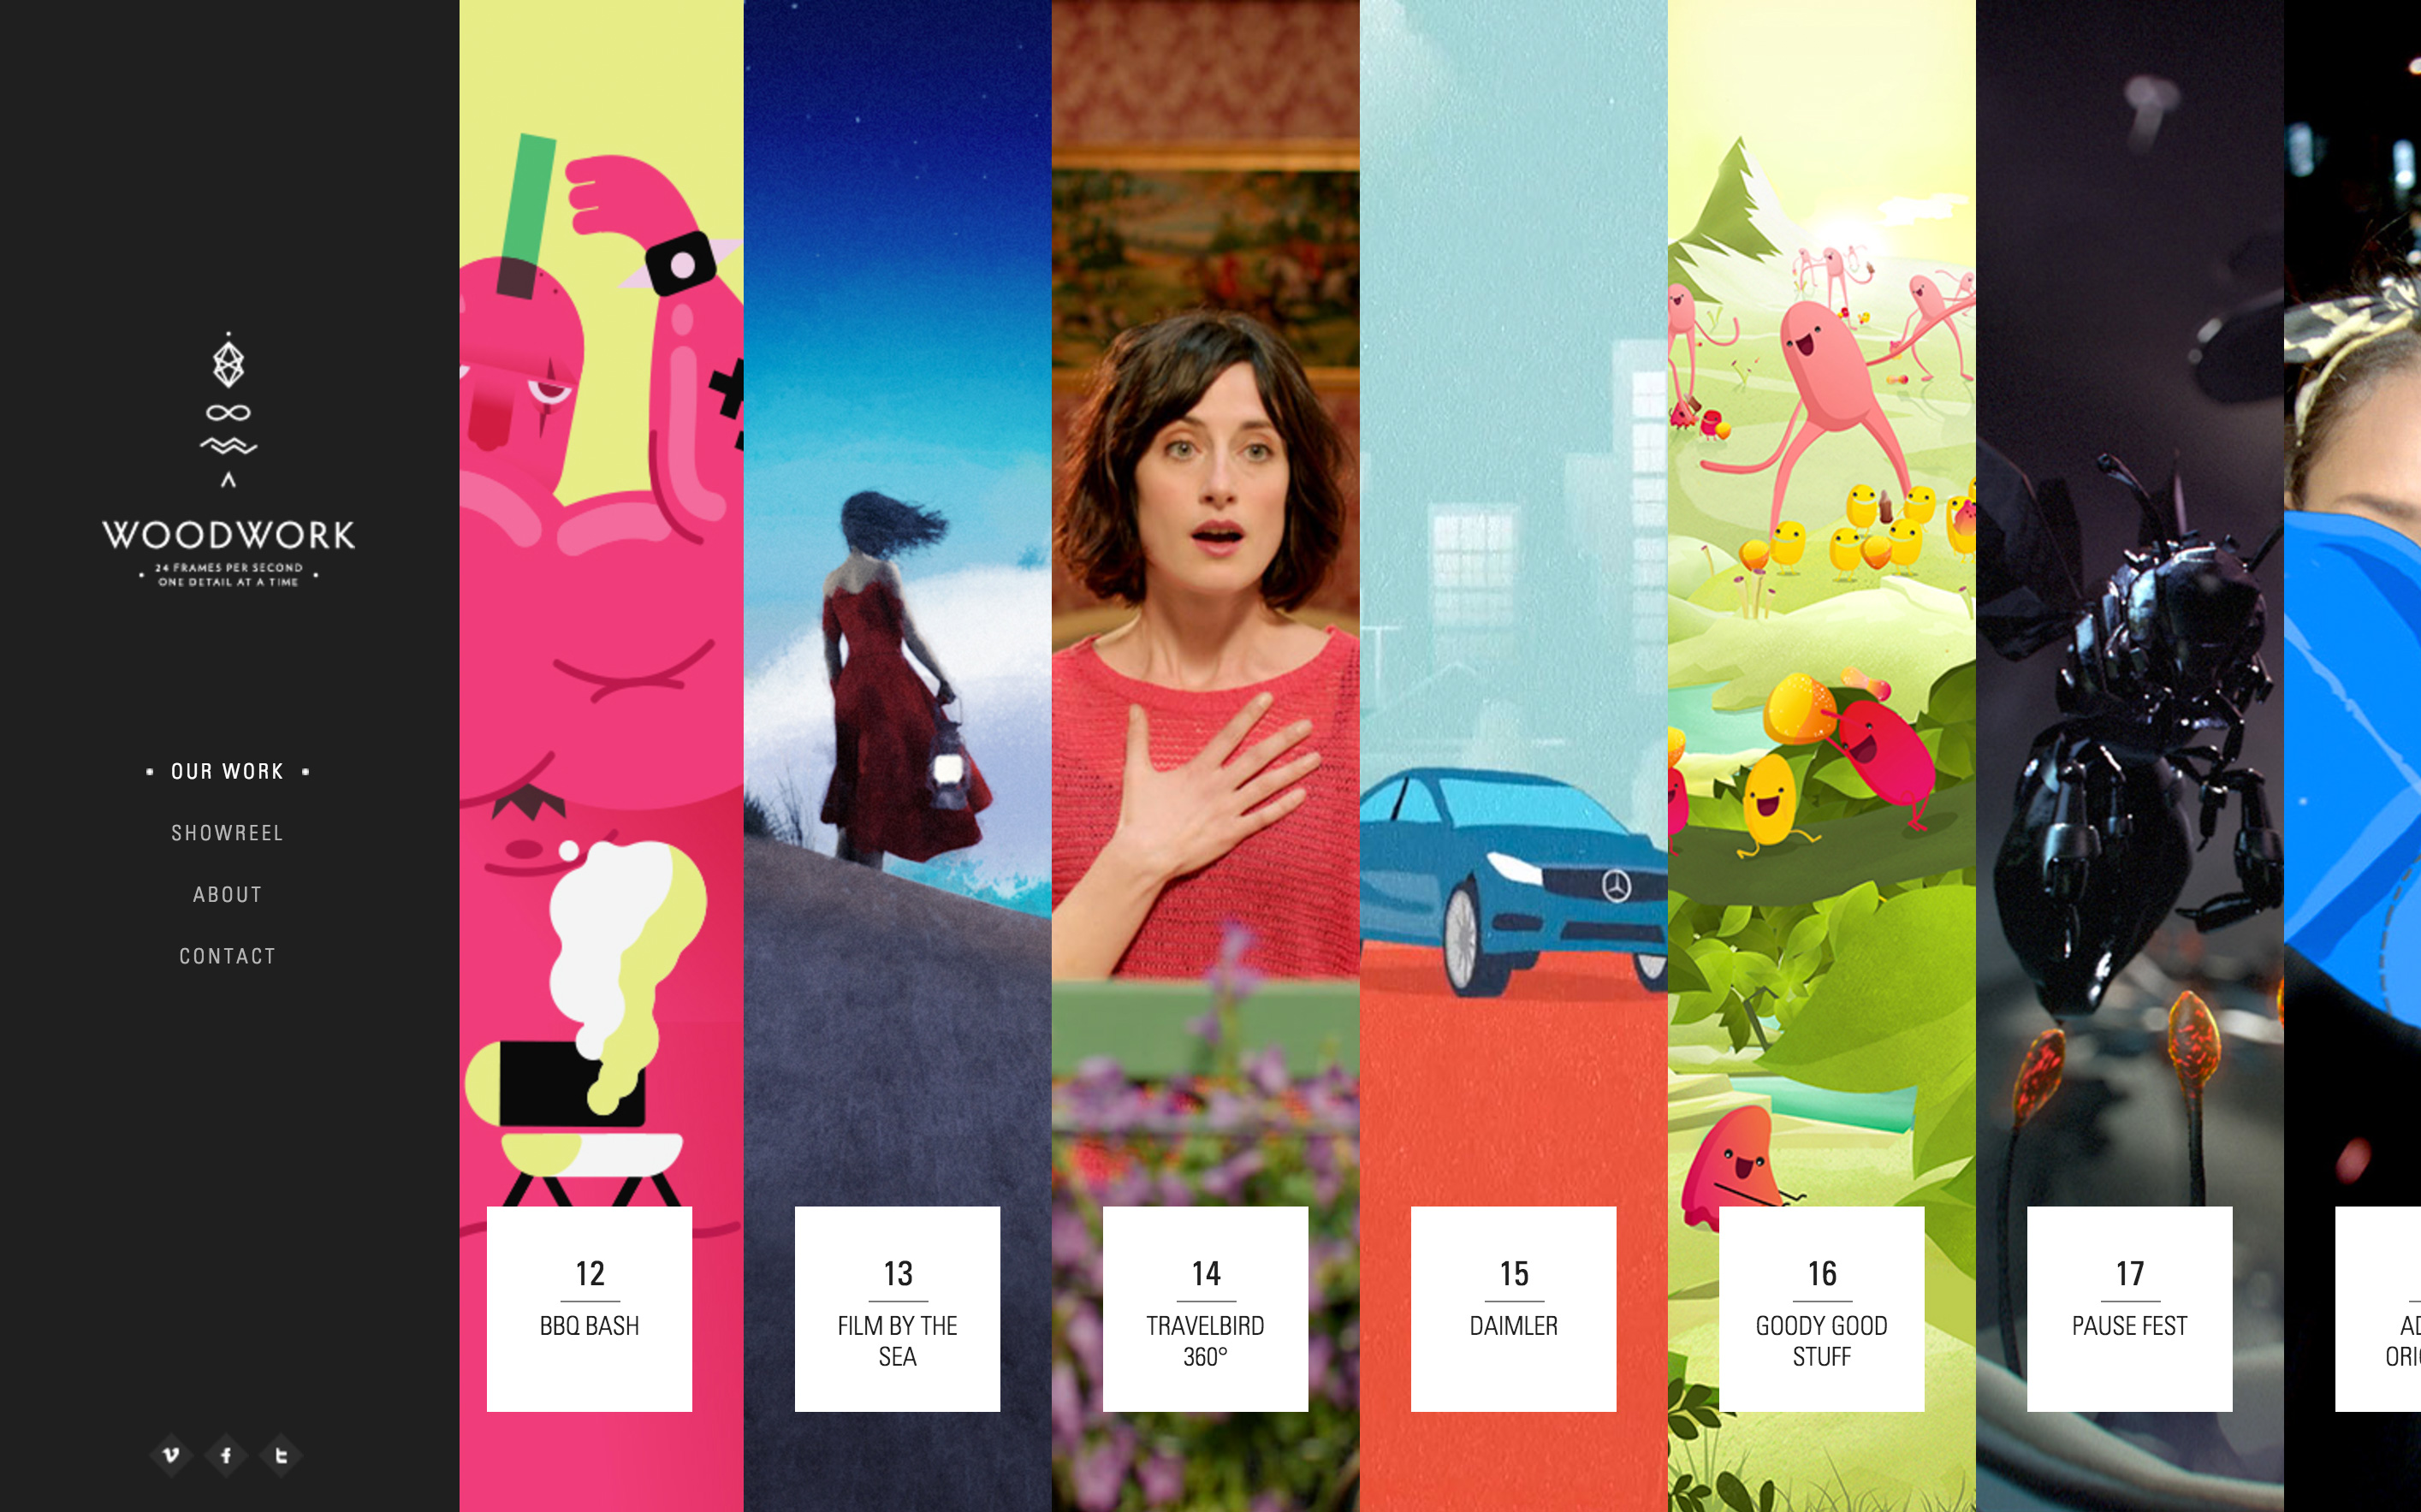 WOODWORK
24 FRAMES PER SECOND
ONE DETAIL AT A TIME
OUR WORK
SHOWREEL
ABOUT
CONTACT
12
BBQ BASH
13
FILM BY THE
SEA
14
TRAVELBIRD
360°
15
DAIMLER
16
GOODY GOOD
STUFF
17
PAUSE FEST